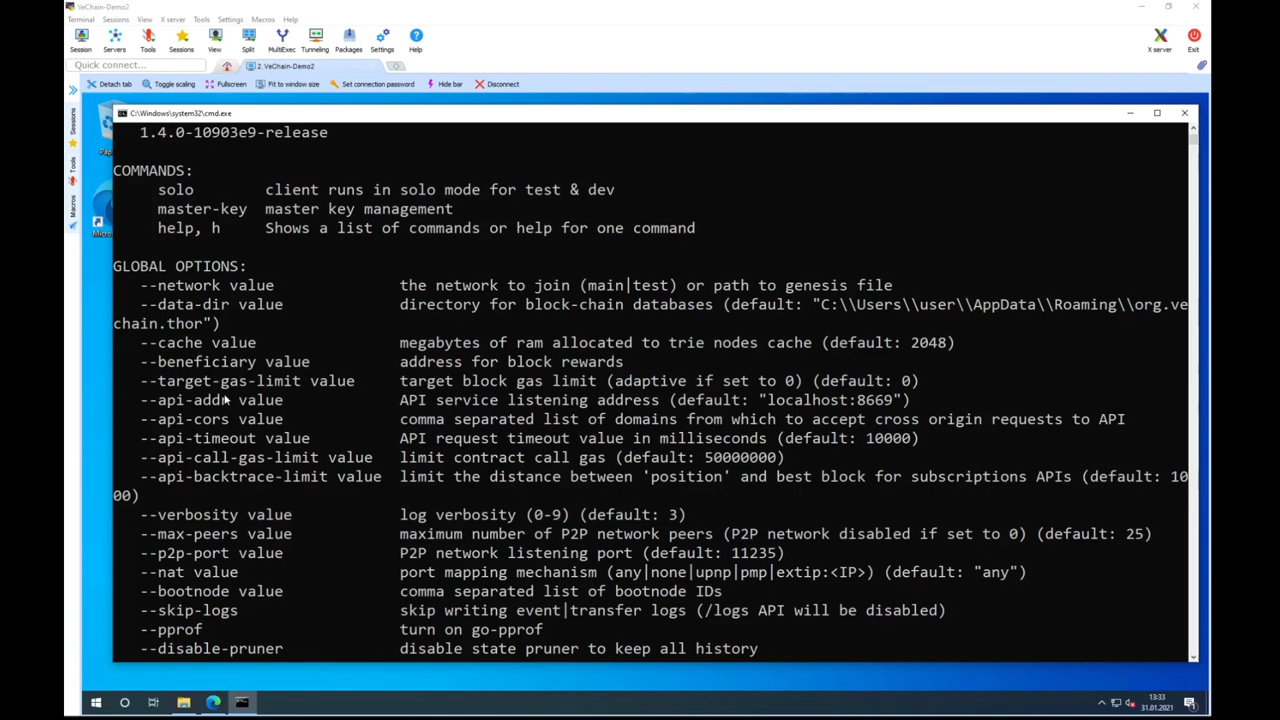 VeChain-Demo2
Terminal Sessions View X server Tools Settings Macros Help
Session Servers Tools Sessions View Split MultiExec Tunneling Packages Settings Help X server Exit
Quick connect... 2. VeChain-Demo2
Detach tab Toggle scaling Fullscreen Fit to window size Set connection password Hide bar Disconnect
Sessions
Tools
Macros
Pap
Micro
C:\Windows\system32\cmd.exe
1.4.0-10903e9-release
COMMANDS:
solo client runs in solo mode for test & dev
master-key master key management
help, h Shows a list of commands or help for one command
GLOBAL OPTIONS:
--network value the network to join (main|test) or path to genesis file
--data-dir value directory for block-chain databases (default: "C:\\Users\\user\\AppData\\Roaming\\org.ve
chain.thor")
--cache value megabytes of ram allocated to trie nodes cache (default: 2048)
--beneficiary value address for block rewards
--target-gas-limit value target block gas limit (adaptive if set to 0) (default: 0)
--api-addr value API service listening address (default: "localhost:8669")
--api-cors value comma separated list of domains from which to accept cross origin requests to API
--api-timeout value API request timeout value in milliseconds (default: 10000)
--api-call-gas-limit value limit contract call gas (default: 50000000)
--api-backtrace-limit value limit the distance between 'position' and best block for subscriptions APIs (default: 10
00)
--verbosity value log verbosity (0-9) (default: 3)
--max-peers value maximum number of P2P network peers (P2P network disabled if set to 0) (default: 25)
--p2p-port value P2P network listening port (default: 11235)
--nat value port mapping mechanism (any|none|upnp|pmp|extip:<IP>) (default: "any")
--bootnode value comma separated list of bootnode IDs
--skip-logs skip writing event|transfer logs (/logs API will be disabled)
--pprof turn on go-pprof
--disable-pruner disable state pruner to keep all history
13:33
31.01.2021